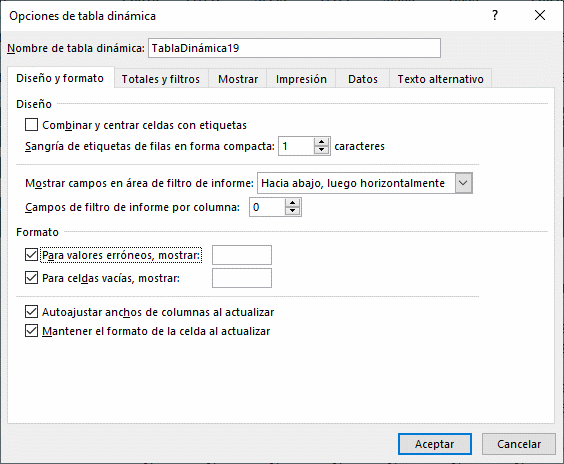 Opciones de tabla dinámica
Nombre de tabla dinámica: TablaDinámica19
Diseño y formato Totales y filtros Mostrar Impresión Datos Texto alternativo
Diseño
Combinar y centrar celdas con etiquetas
Sangría de etiquetas de filas en forma compacta: 1 caracteres
Mostrar campos en área de filtro de informe: Hacia abajo, luego horizontalmente
Campos de filtro de informe por columna: 0
Formato
Para valores erróneos, mostrar:
Para celdas vacías, mostrar:
Autoajustar anchos de columnas al actualizar
Mantener el formato de la celda al actualizar
Aceptar Cancelar